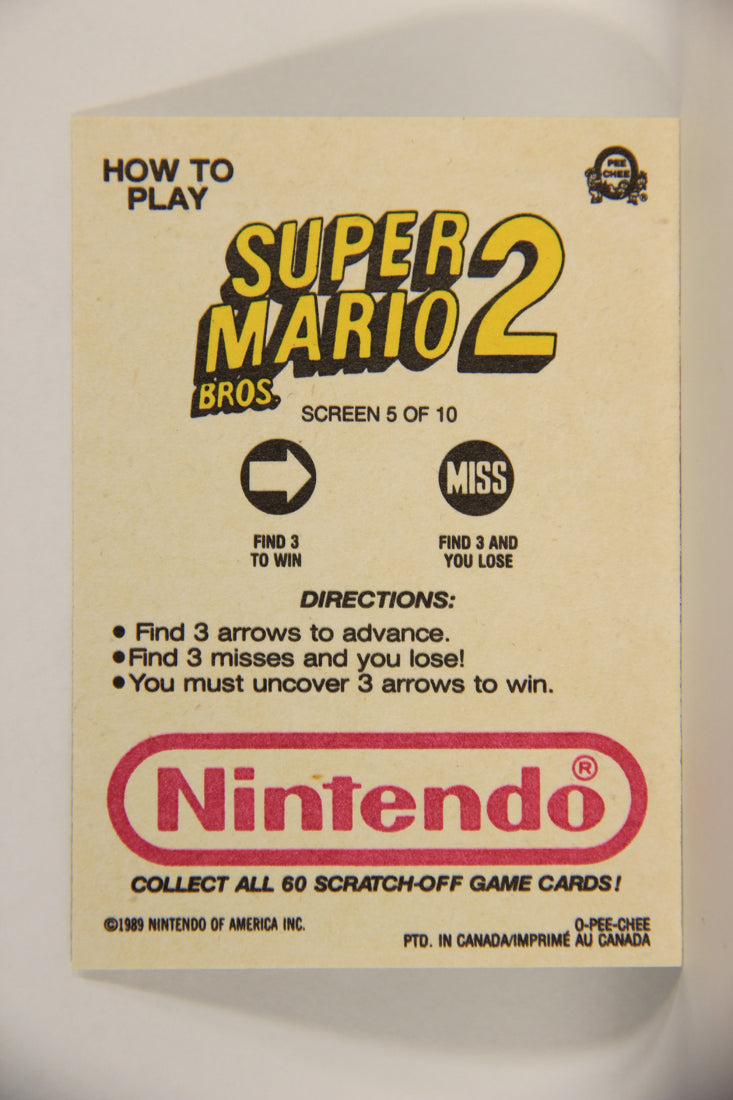 HOW TO
PLAY
PEE
CHEE
®
SUPER
MARIO 2
BROS.
SCREEN 5 OF 10
MISS
FIND 3
TO WIN
FIND 3 AND
YOU LOSE
DIRECTIONS:
● Find 3 arrows to advance.
●Find 3 misses and you lose!
●You must uncover 3 arrows to win.
Nintendo®
COLLECT ALL 60 SCRATCH-OFF GAME CARDS!
©1989 NINTENDO OF AMERICA INC.
O-PEE-CHEE
PTD. IN CANADA/IMPRIMÉ AU CANADA